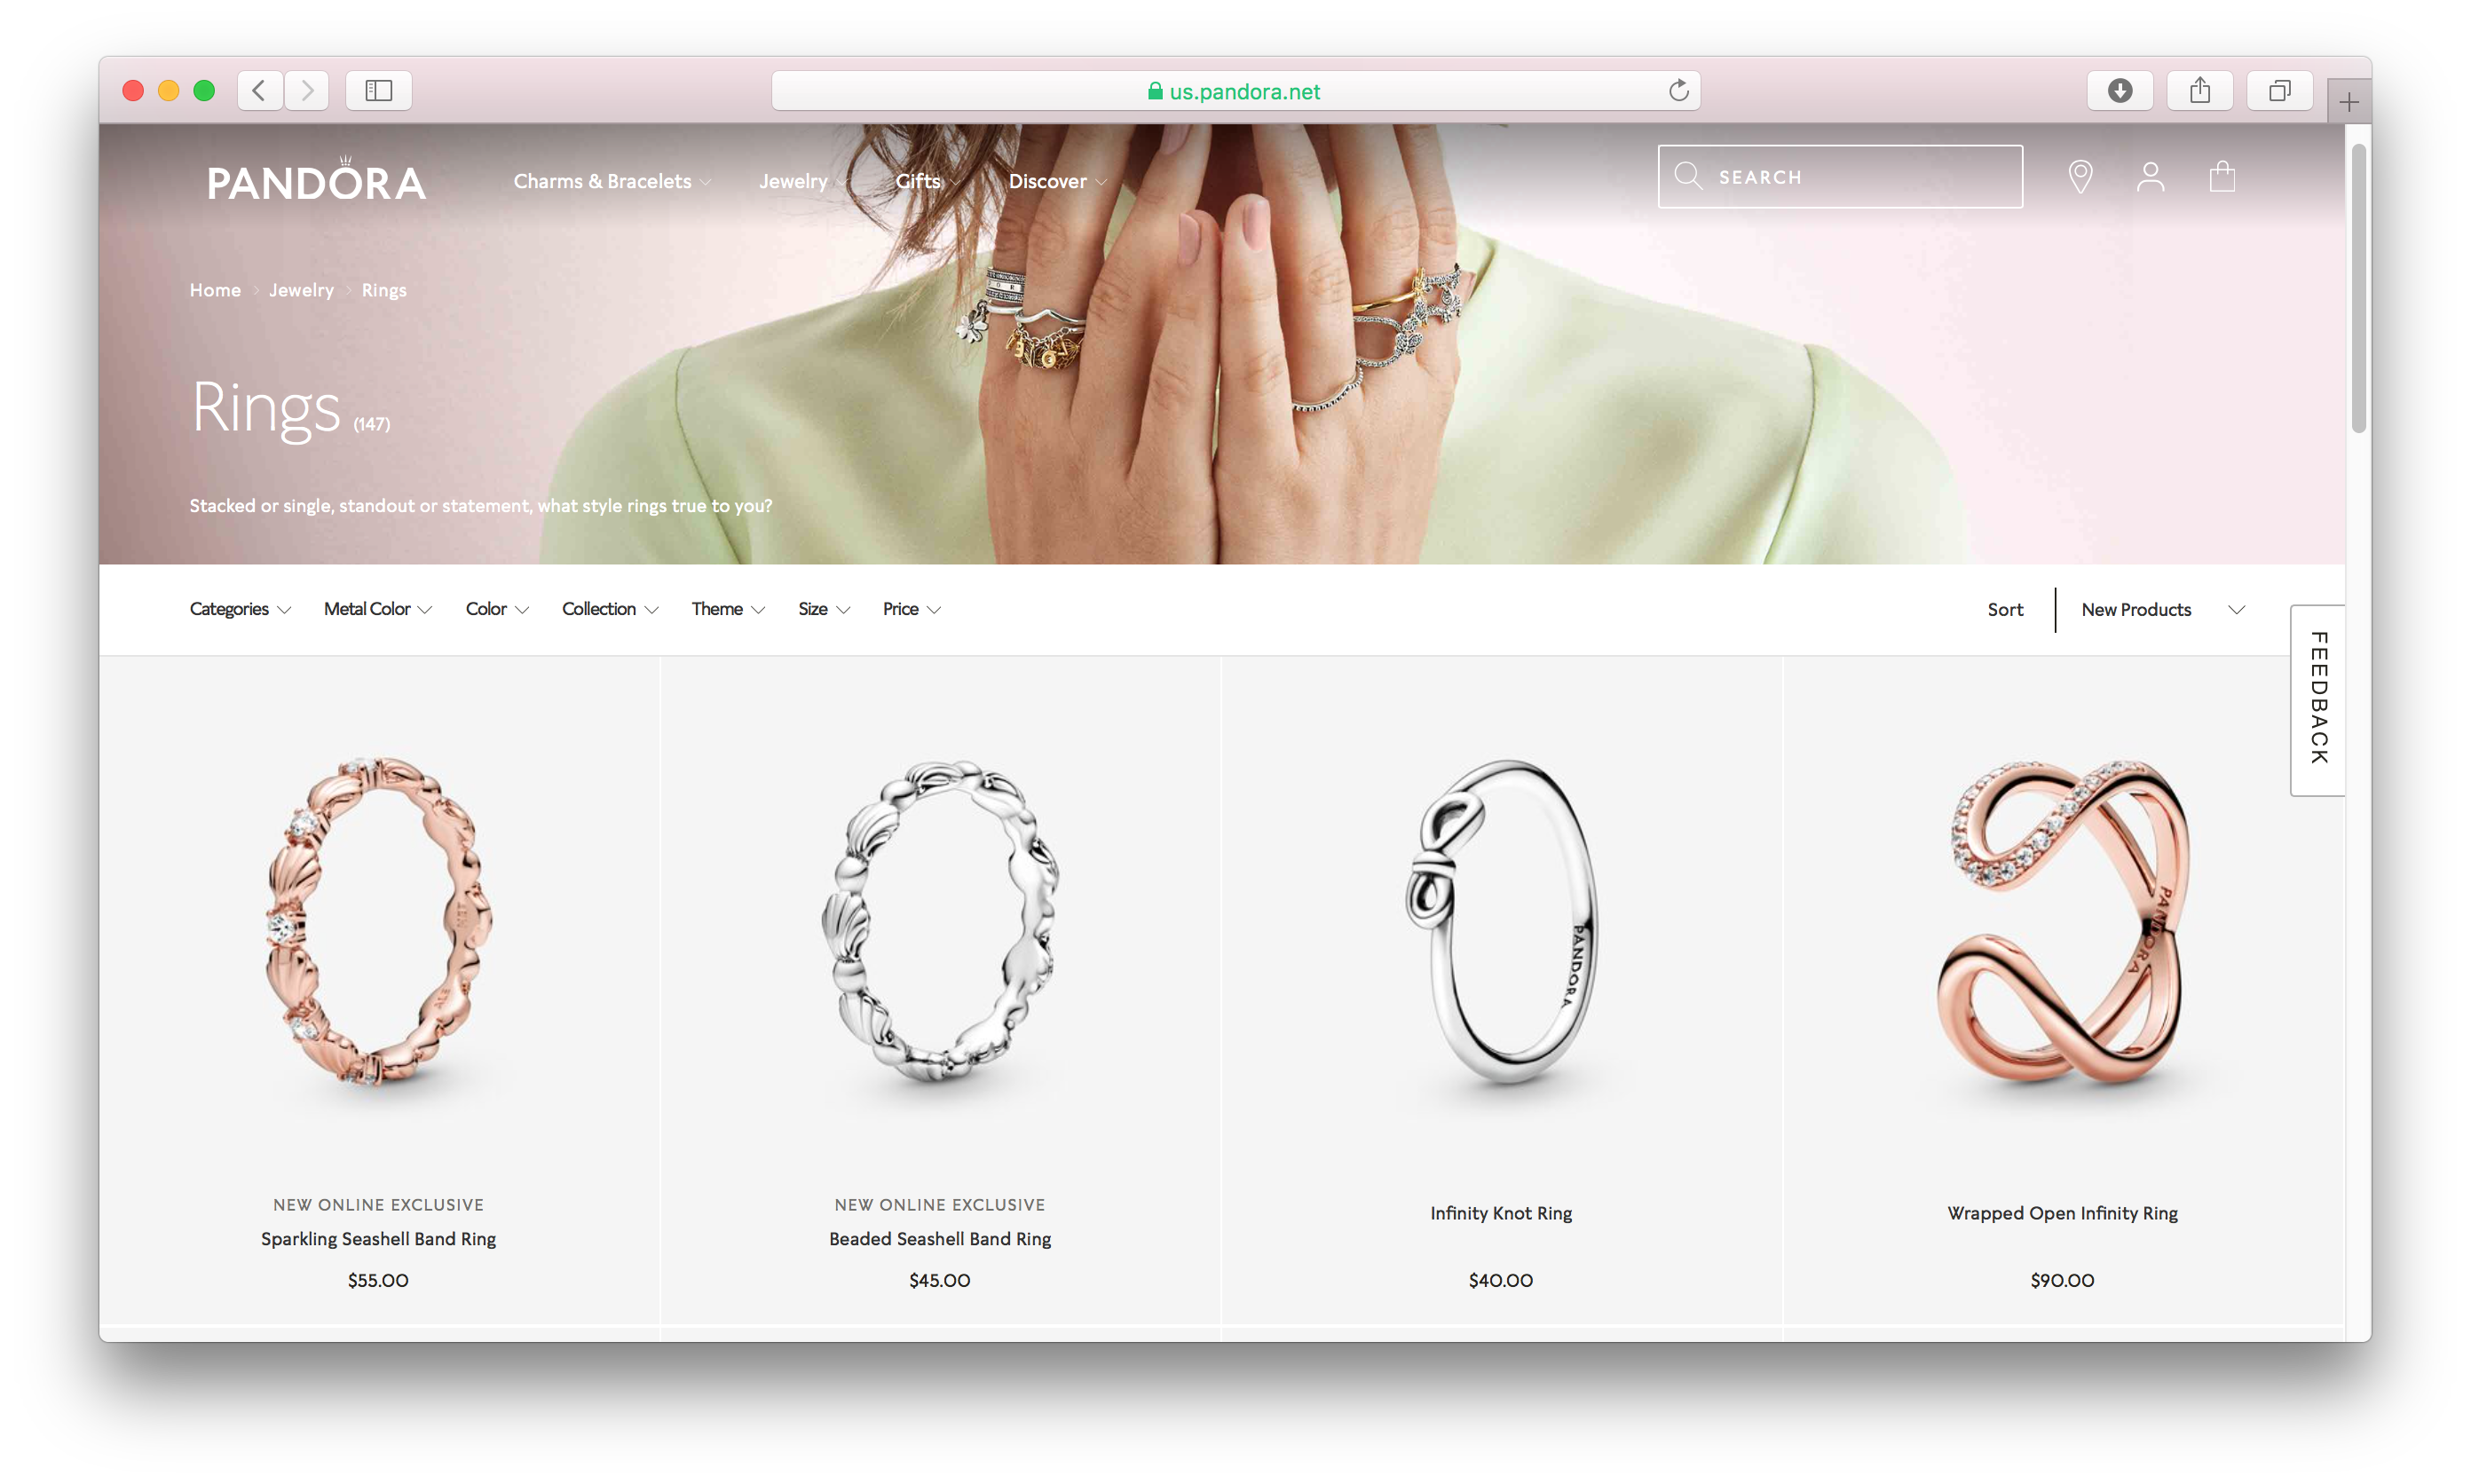 us.pandora.net
PANDORA
Charms & Bracelets Jewelry Gifts Discover
SEARCH
Home Jewelry Rings
Rings (147)
Stacked or single, standout or statement, what style rings true to you?
Categories Metal Color Color Collection Theme Size Price
Sort New Products
FEEDBACK
PANDORA
PANDORA
NEW ONLINE EXCLUSIVE
Sparkling Seashell Band Ring
$55.00
NEW ONLINE EXCLUSIVE
Beaded Seashell Band Ring
$45.00
Infinity Knot Ring
$40.00
Wrapped Open Infinity Ring
$90.00